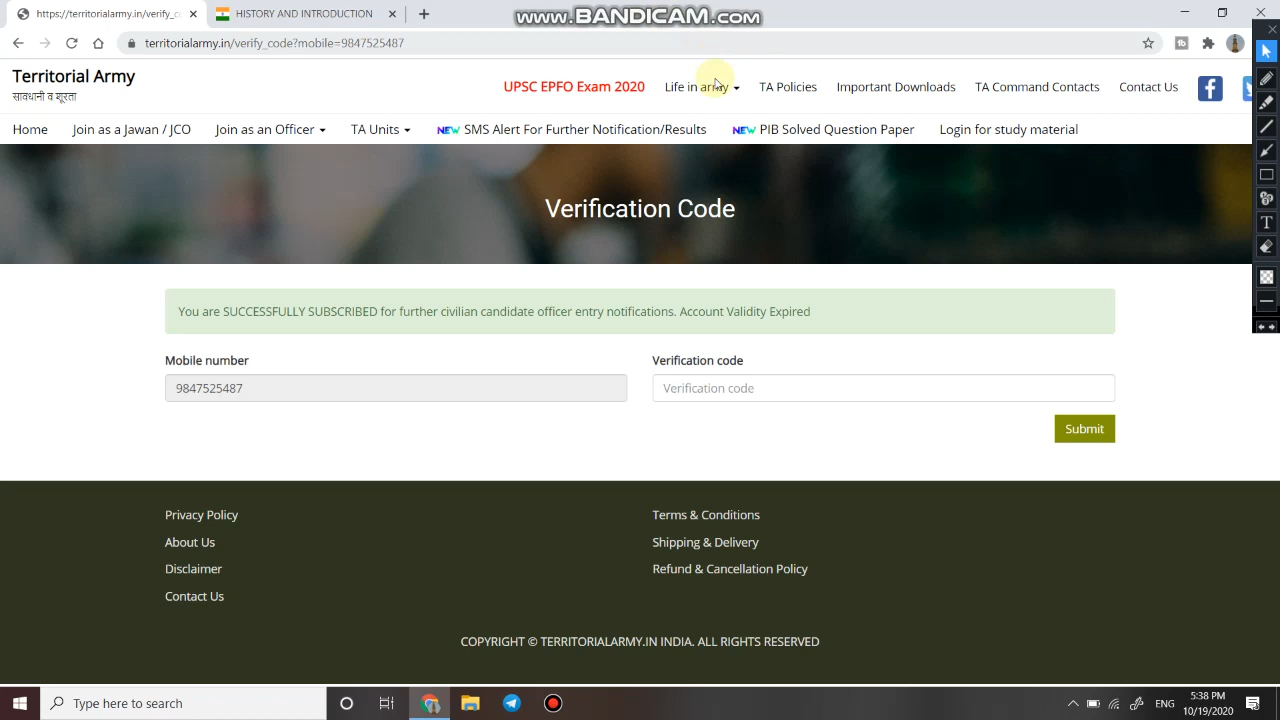 www.BANDICAM.com
https://territorialarmy.in/verify_c
HISTORY AND INTRODUCTION
territorialarmy.in/verify_code?mobile=9847525487
Territorial Army
सावधानी व शूरता
UPSC EPFO Exam 2020 Life in army TA Policies Important Downloads TA Command Contacts Contact Us
Home Join as a Jawan / JCO Join as an Officer TA Units NEW SMS Alert For Further Notification/Results NEW PIB Solved Question Paper Login for study material
Verification Code
You are SUCCESSFULLY SUBSCRIBED for further civilian candidate officer entry notifications. Account Validity Expired
Mobile number Verification code
9847525487 Verification code
Submit
Privacy Policy Terms & Conditions
About Us Shipping & Delivery
Disclaimer Refund & Cancellation Policy
Contact Us
COPYRIGHT © TERRITORIALARMY.IN INDIA. ALL RIGHTS RESERVED
Type here to search
ENG
5:38 PM
10/19/2020